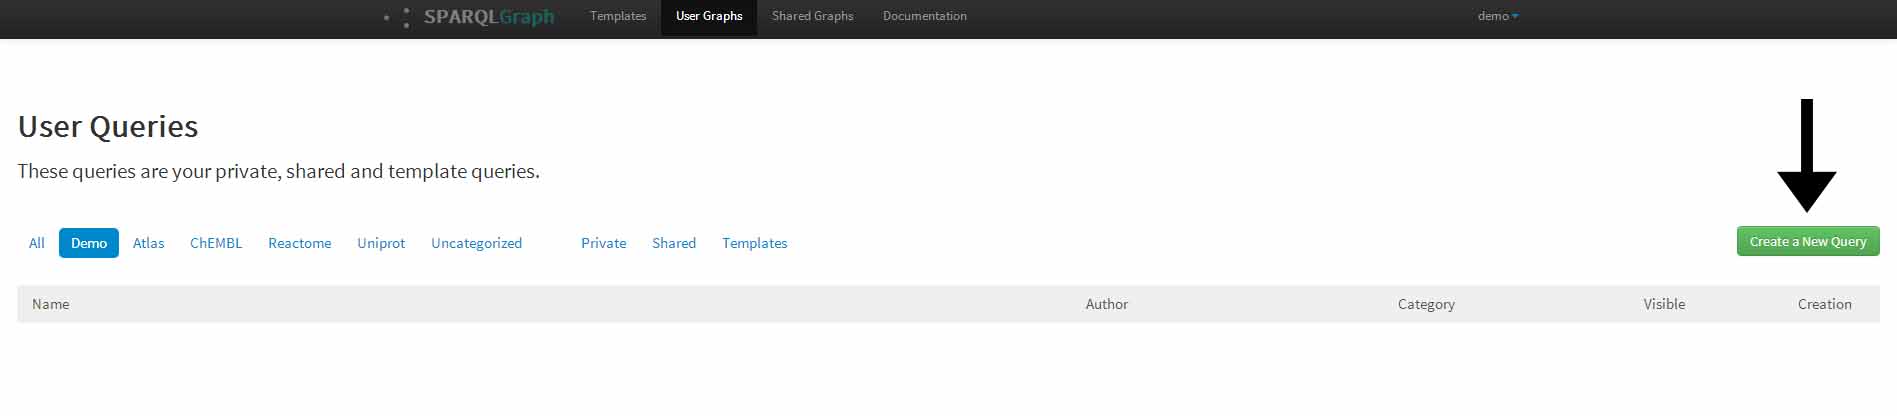 SPARQLGraph Templates User Graphs Shared Graphs Documentation demo
User Queries
These queries are your private, shared and template queries.
All Demo Atlas ChEMBL Reactome Uniprot Uncategorized Private Shared Templates Create a New Query
Name Author Category Visible Creation